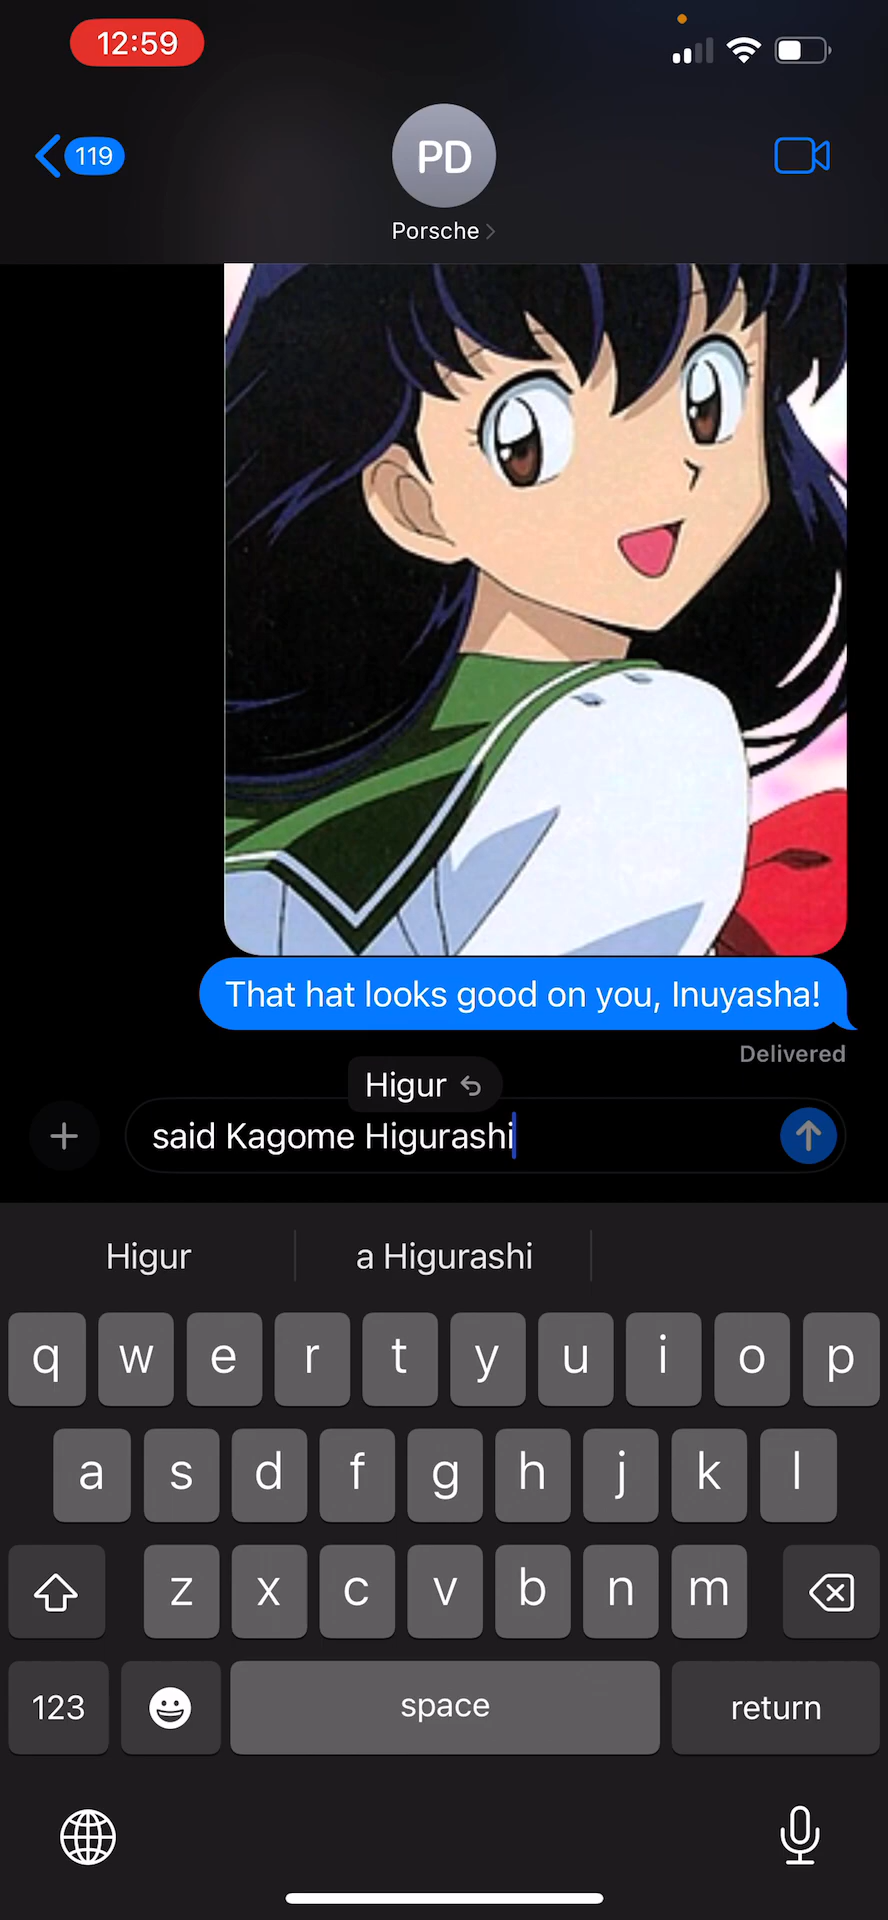 12:59
119
PD
Porsche
That hat looks good on you, Inuyasha!
Delivered
Higur
said Kagome Higurashi
Higur
a Higurashi
q w e r t y u i o p
a s d f g h j k l
z x c v b n m
123
space
return